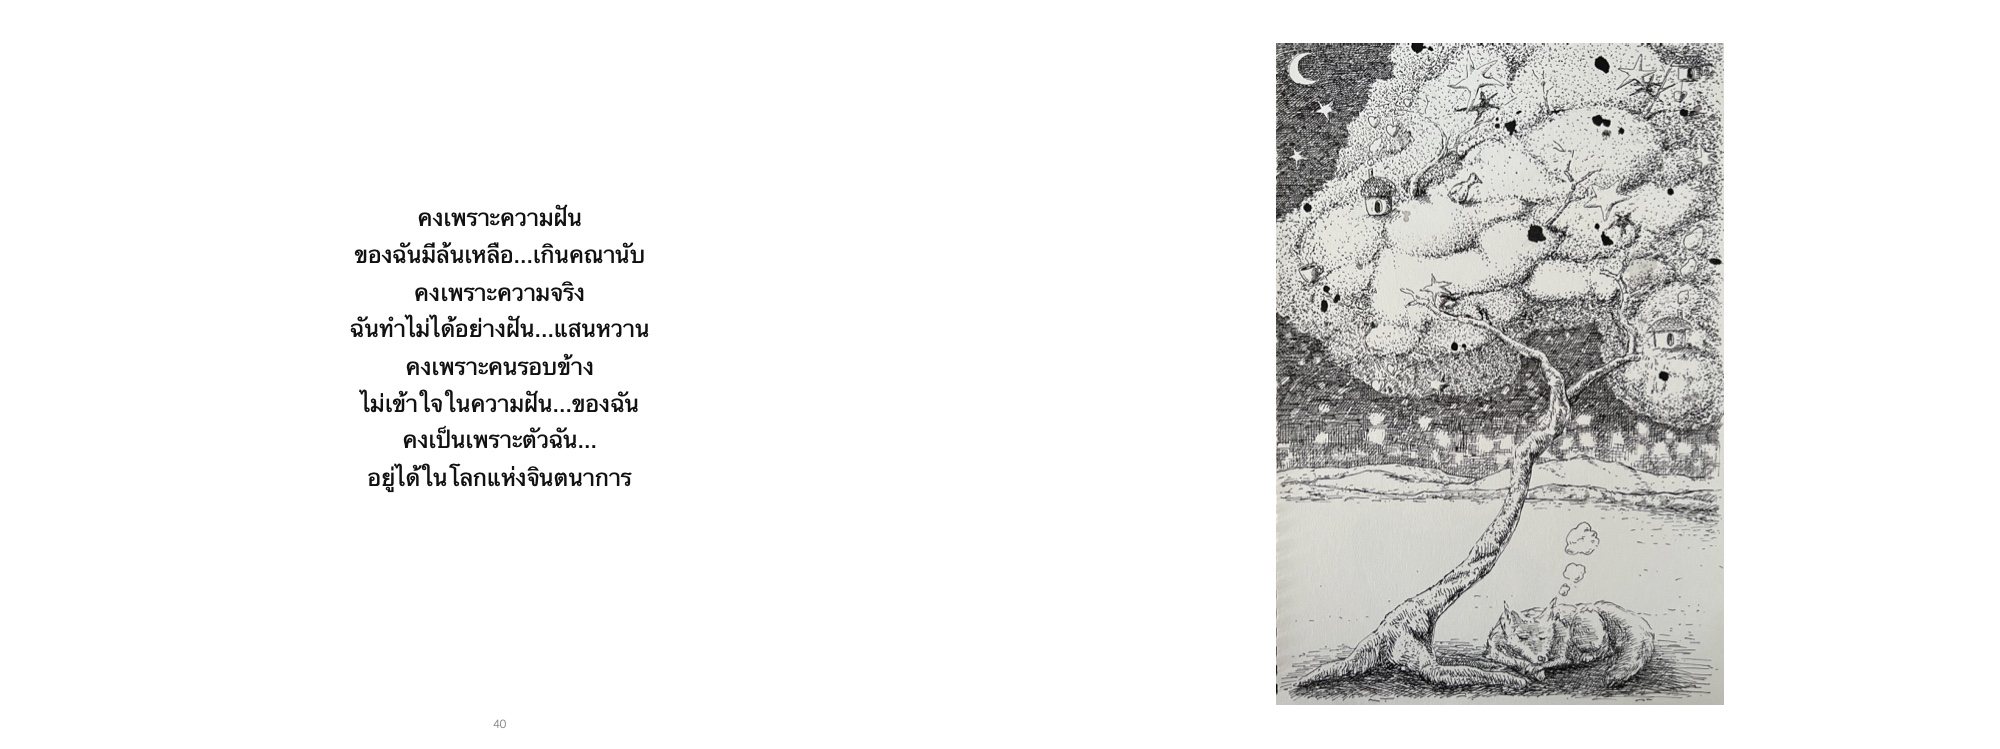 คงเพราะความฝัน
ของฉันมีล้นเหลือ...เกินคณานับ
คงเพราะความจริง
ฉันทำไม่ได้อย่างฝัน...แสนหวาน
คงเพราะคนรอบข้าง
ไม่เข้าใจในความฝัน...ของฉัน
คงเป็นเพราะตัวฉัน...
อยู่ได้ในโลกแห่งจินตนาการ
40